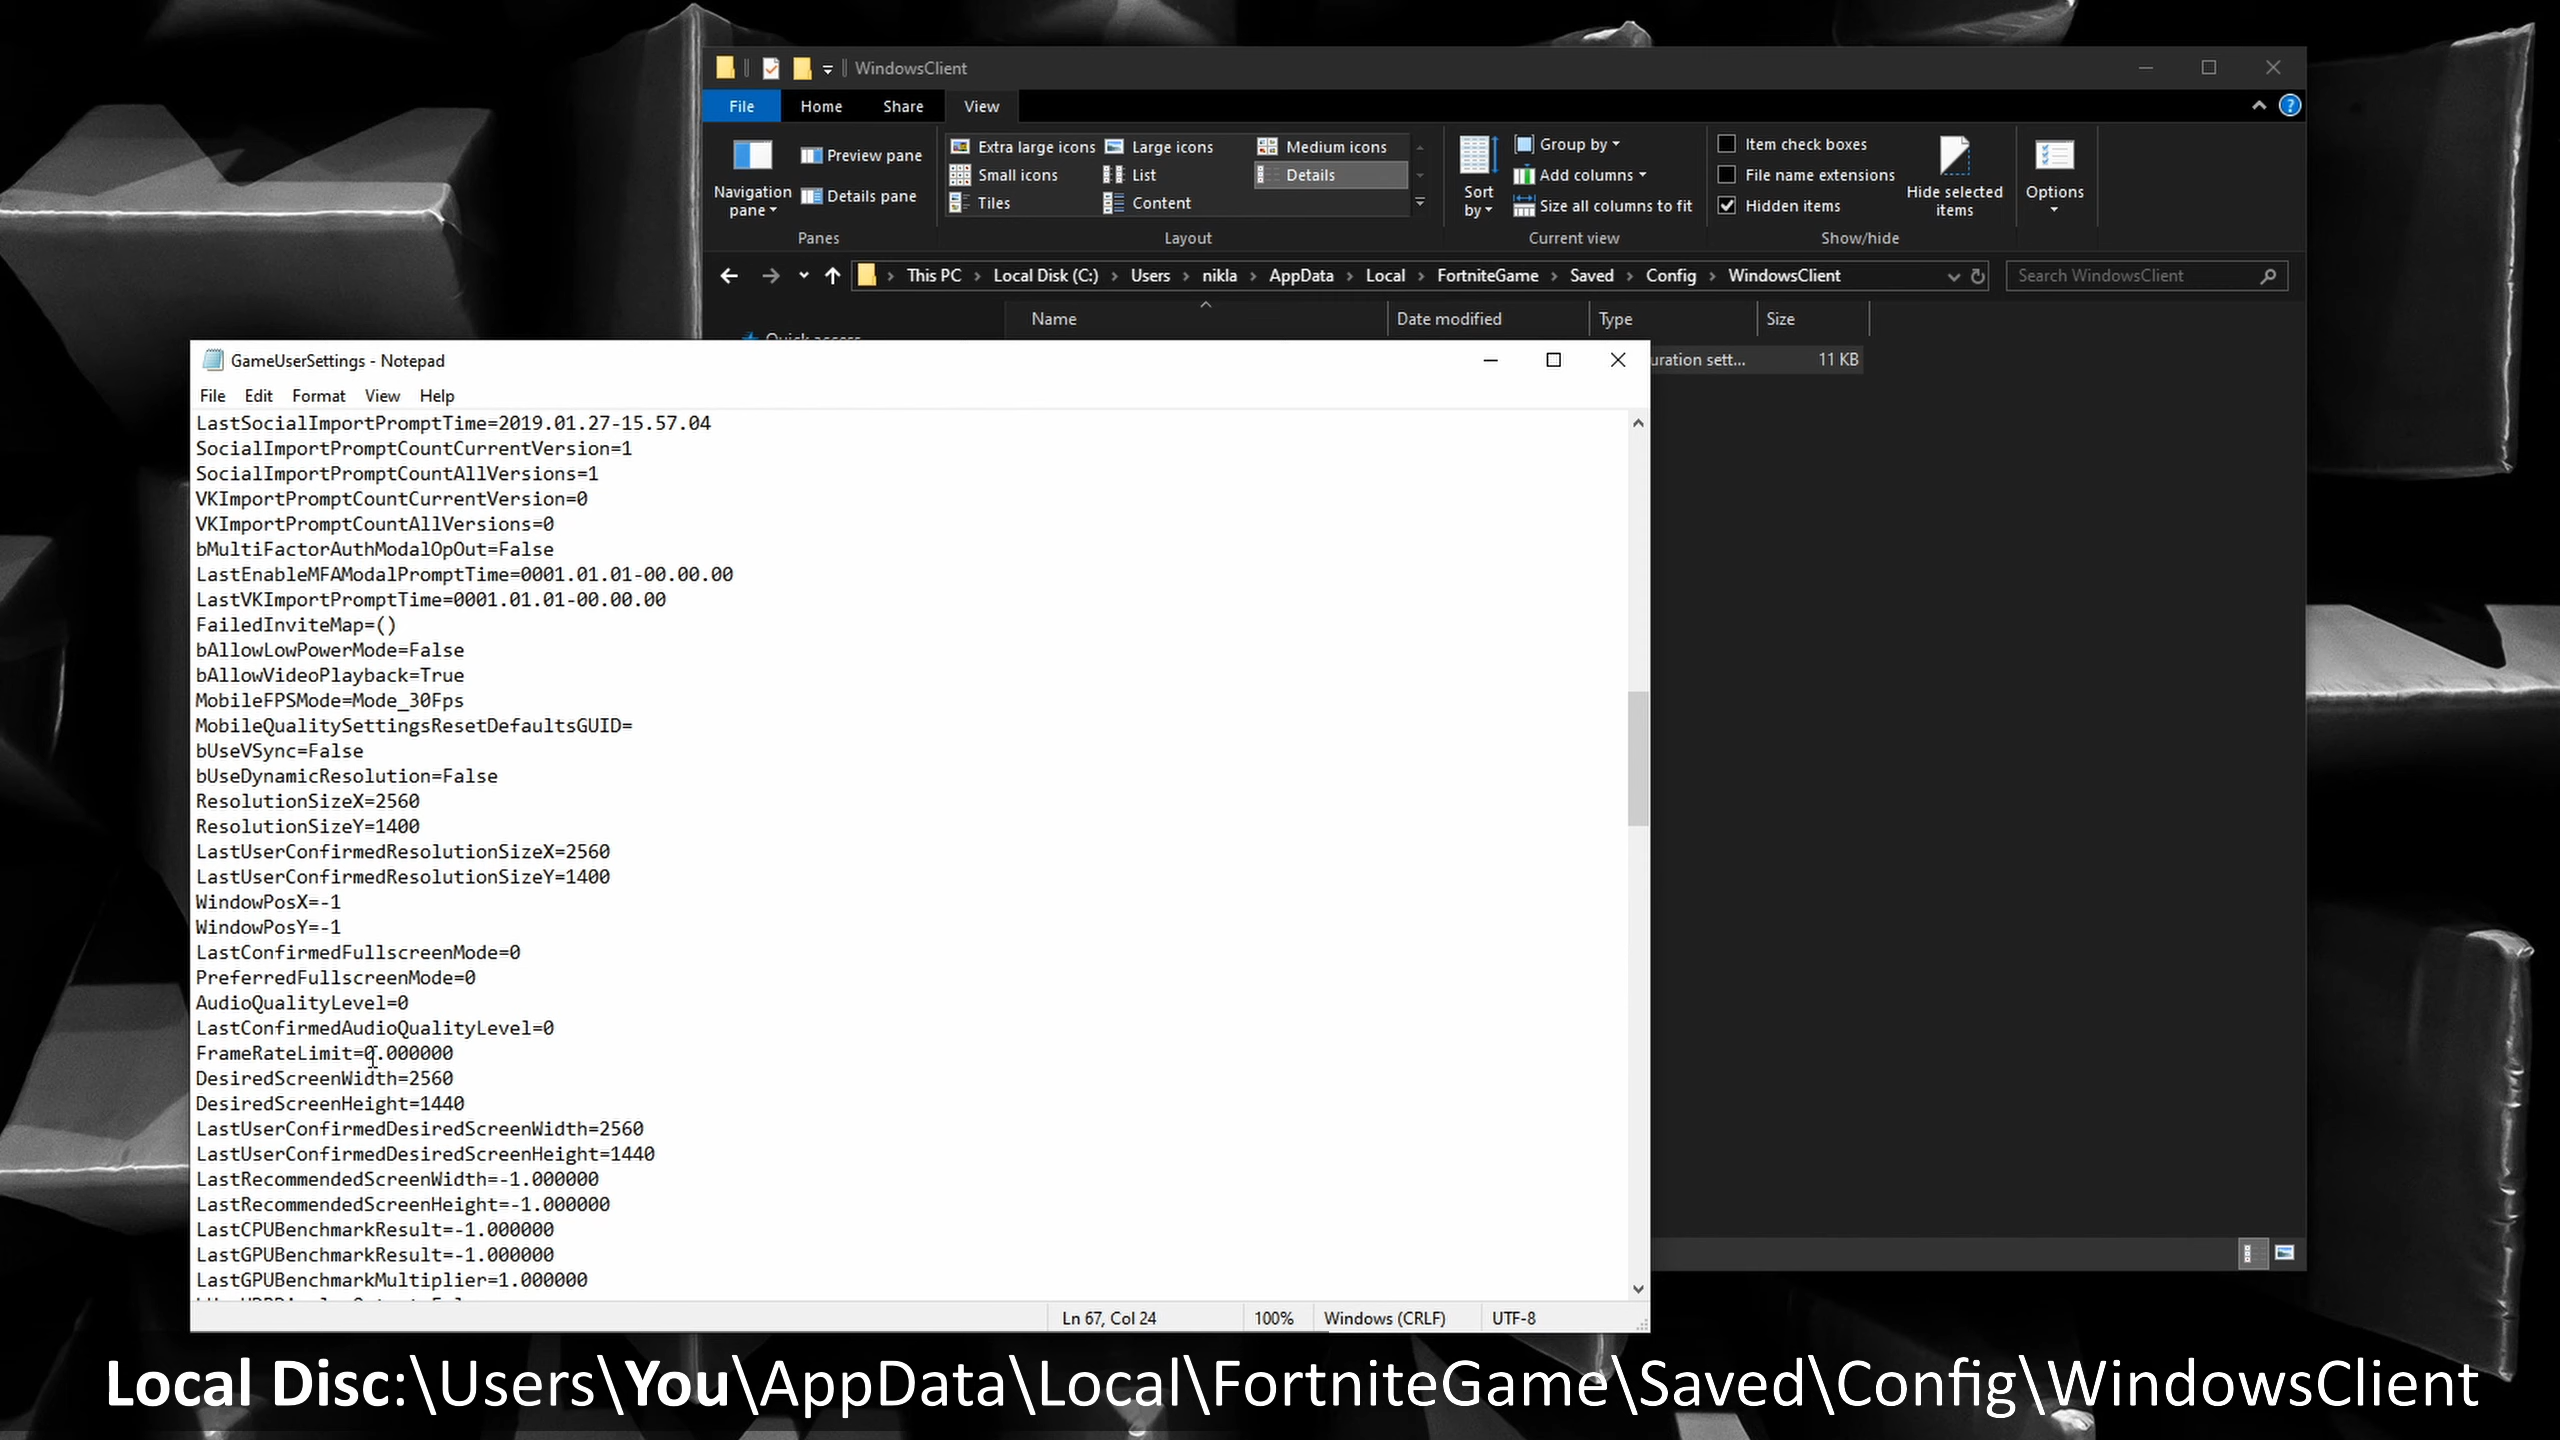 WindowsClient
File Home Share View
Navigation pane
Preview pane
Details pane
Panes
Extra large icons Large icons Medium icons
Small icons List Details
Tiles Content
Layout
Sort by
Group by
Add columns
Size all columns to fit
Current view
Item check boxes
File name extensions
Hidden items
Hide selected items
Show/hide
Options
This PC > Local Disk (C:) > Users > nikla > AppData > Local > FortniteGame > Saved > Config > WindowsClient
Search WindowsClient
Name Date modified Type Size
Quick access
uration sett... 11 KB
GameUserSettings - Notepad
File Edit Format View Help
LastSocialImportPromptTime=2019.01.27-15.57.04
SocialImportPromptCountCurrentVersion=1
SocialImportPromptCountAllVersions=1
VKImportPromptCountCurrentVersion=0
VKImportPromptCountAllVersions=0
bMultiFactorAuthModalOpOut=False
LastEnableMFAModalPromptTime=0001.01.01-00.00.00
LastVKImportPromptTime=0001.01.01-00.00.00
FailedInviteMap=()
bAllowLowPowerMode=False
bAllowVideoPlayback=True
MobileFPSMode=Mode_30Fps
MobileQualitySettingsResetDefaultsGUID=
bUseVSync=False
bUseDynamicResolution=False
ResolutionSizeX=2560
ResolutionSizeY=1400
LastUserConfirmedResolutionSizeX=2560
LastUserConfirmedResolutionSizeY=1400
WindowPosX=-1
WindowPosY=-1
LastConfirmedFullscreenMode=0
PreferredFullscreenMode=0
AudioQualityLevel=0
LastConfirmedAudioQualityLevel=0
FrameRateLimit=0.000000
DesiredScreenWidth=2560
DesiredScreenHeight=1440
LastUserConfirmedDesiredScreenWidth=2560
LastUserConfirmedDesiredScreenHeight=1440
LastRecommendedScreenWidth=-1.000000
LastRecommendedScreenHeight=-1.000000
LastCPUBenchmarkResult=-1.000000
LastGPUBenchmarkResult=-1.000000
LastGPUBenchmarkMultiplier=1.000000
Ln 67, Col 24 100% Windows (CRLF) UTF-8
Local Disc:\Users\You\AppData\Local\FortniteGame\Saved\Config\WindowsClient